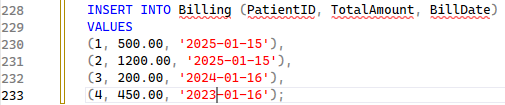 228 INSERT INTO Billing (PatientID, TotalAmount, BillDate)
229 VALUES
230 (1, 500.00, '2025-01-15'),
231 (2, 1200.00, '2025-01-15'),
232 (3, 200.00, '2024-01-16'),
233 (4, 450.00, '2023-01-16');